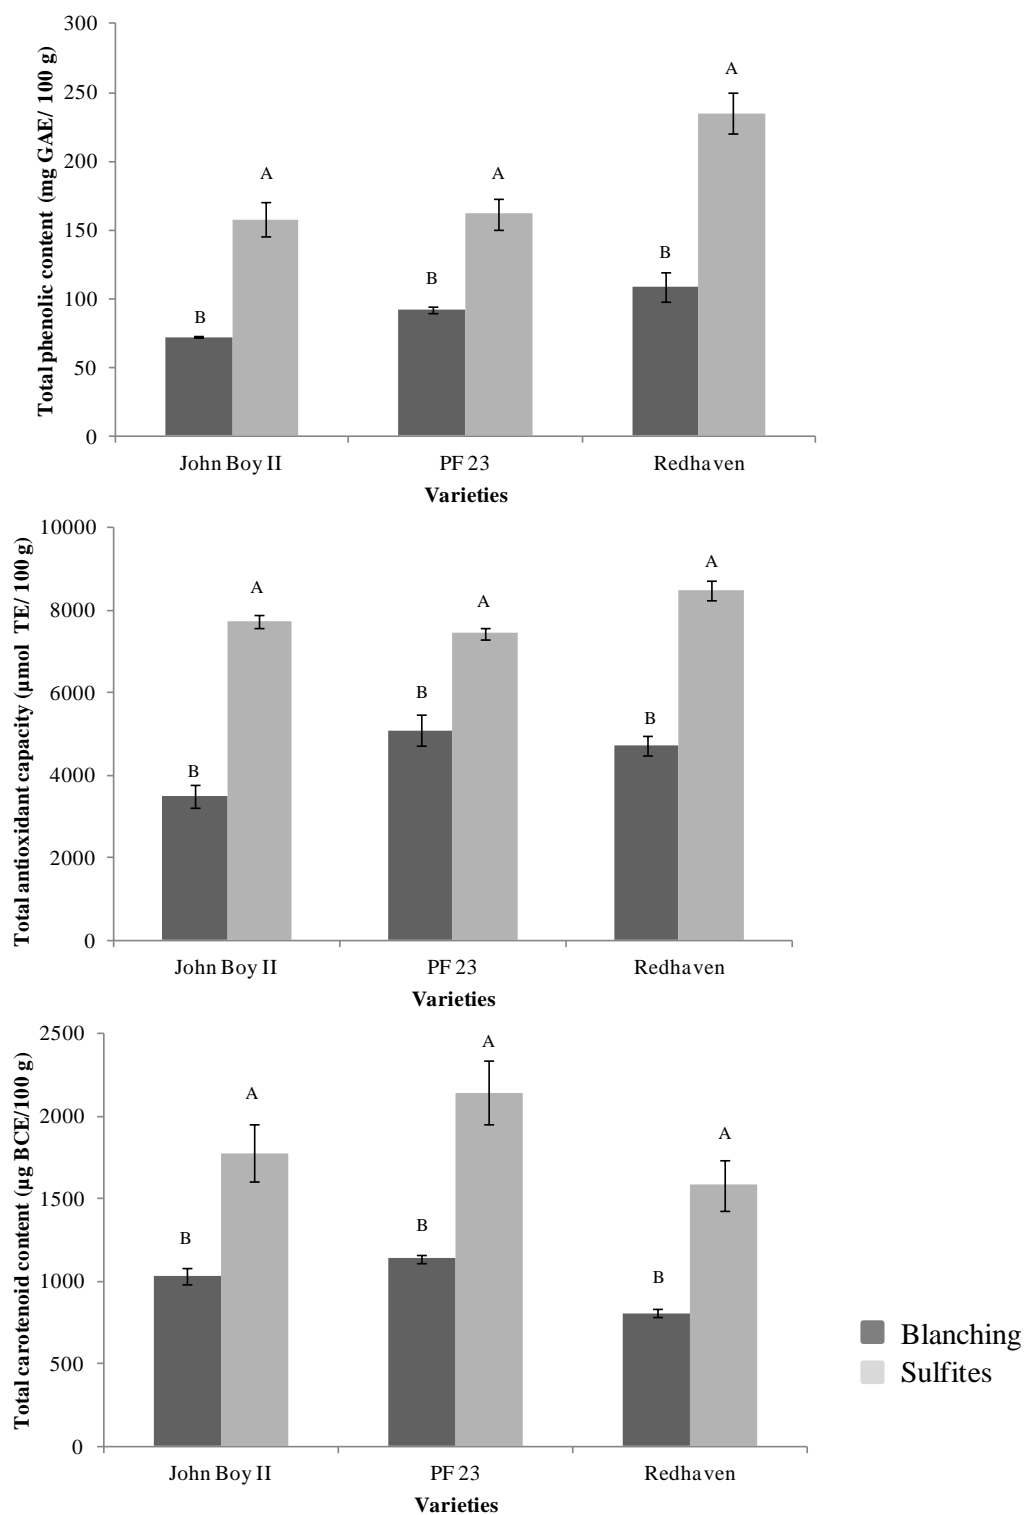 Total phenolic content (mg GAE/ 100 g)
300
250
200
150
100
50
0
B
A
B
A
B
A
John Boy II
PF 23
Redhaven
Varieties
Total antioxidant capacity (μmol TE/ 100 g)
10000
8000
6000
4000
2000
0
B
A
B
A
B
A
John Boy II
PF 23
Redhaven
Varieties
Total carotenoid content (μg BCE/100 g)
2500
2000
1500
1000
500
0
B
A
B
A
B
A
John Boy II
PF 23
Redhaven
Varieties
Blanching
Sulfites